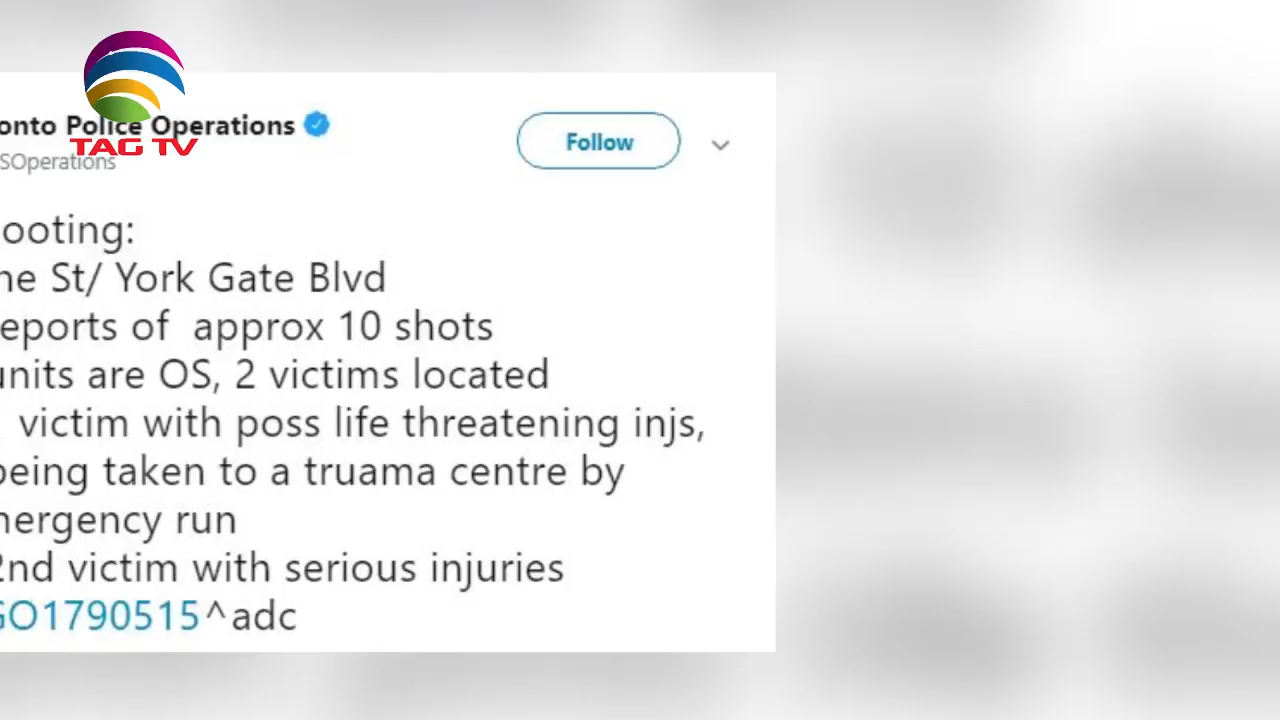 TAG TV
onto Police Operations
SOperations
Follow
ooting:
ne St/ York Gate Blvd
eports of approx 10 shots
units are OS, 2 victims located
victim with poss life threatening injs,
being taken to a truama centre by
mergency run
2nd victim with serious injuries
GO1790515^adc